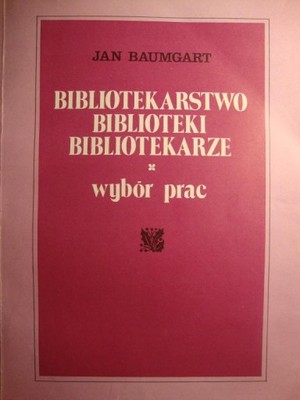 JAN BAUMGART
BIBLIOTEKARSTWO
BIBLIOTEKI
BIBLIOTEKARZE
wybór prac